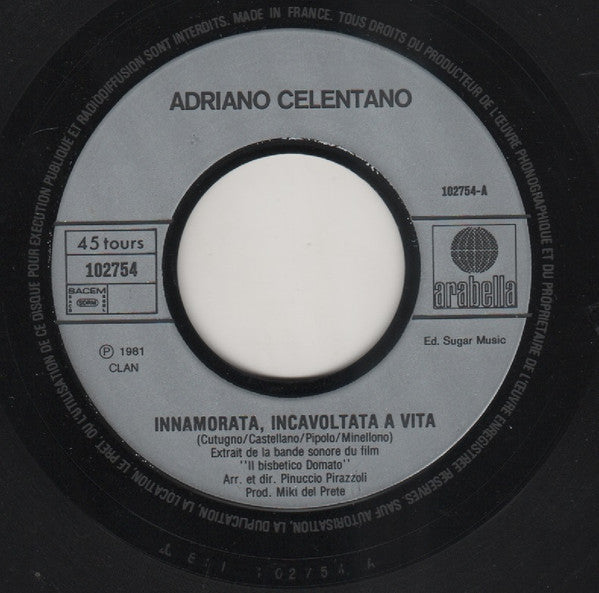 MADE IN FRANCE. TOUS DROITS DU PRODUCTEUR DE L'ŒUVRE PHONOGRAPHIQUE ET DU PROPRIETAIRE DE L'ŒUVRE ENREGISTREE RESERVES. SAUF AUTORISATION, LA DUPLICATION, LA LOCATION, LE PRET OU L'UTILISATION DE CE DISQUE POUR EXECUTION PUBLIQUE ET RADIODIFFUSION SONT INTERDITS.
ADRIANO CELENTANO
102754-A
45 tours
102754
SACEM
SDRM
arabella
℗ 1981
CLAN
Ed. Sugar Music
INNAMORATA, INCAVOLTATA A VITA
(Cutugno/Castellano/Pipolo/Minellono)
Extrait de la bande sonore du film
"Il bisbetico Domato"
Arr. et dir. Pinuccio Pirazzoli
Prod. Miki del Prete
102754 A